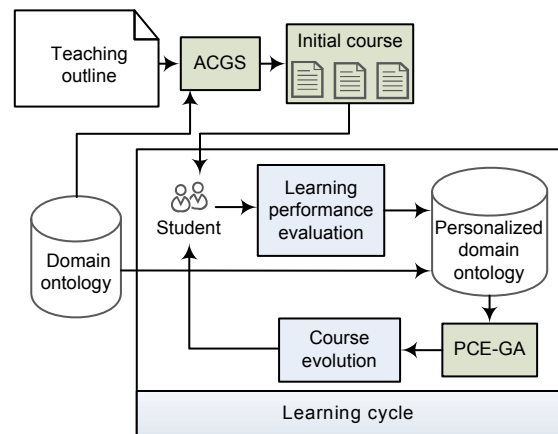 Teaching
outline
ACGS
Initial course
Student
Learning
performance
evaluation
Personalized
domain
ontology
Domain
ontology
Course
evolution
PCE-GA
Learning cycle